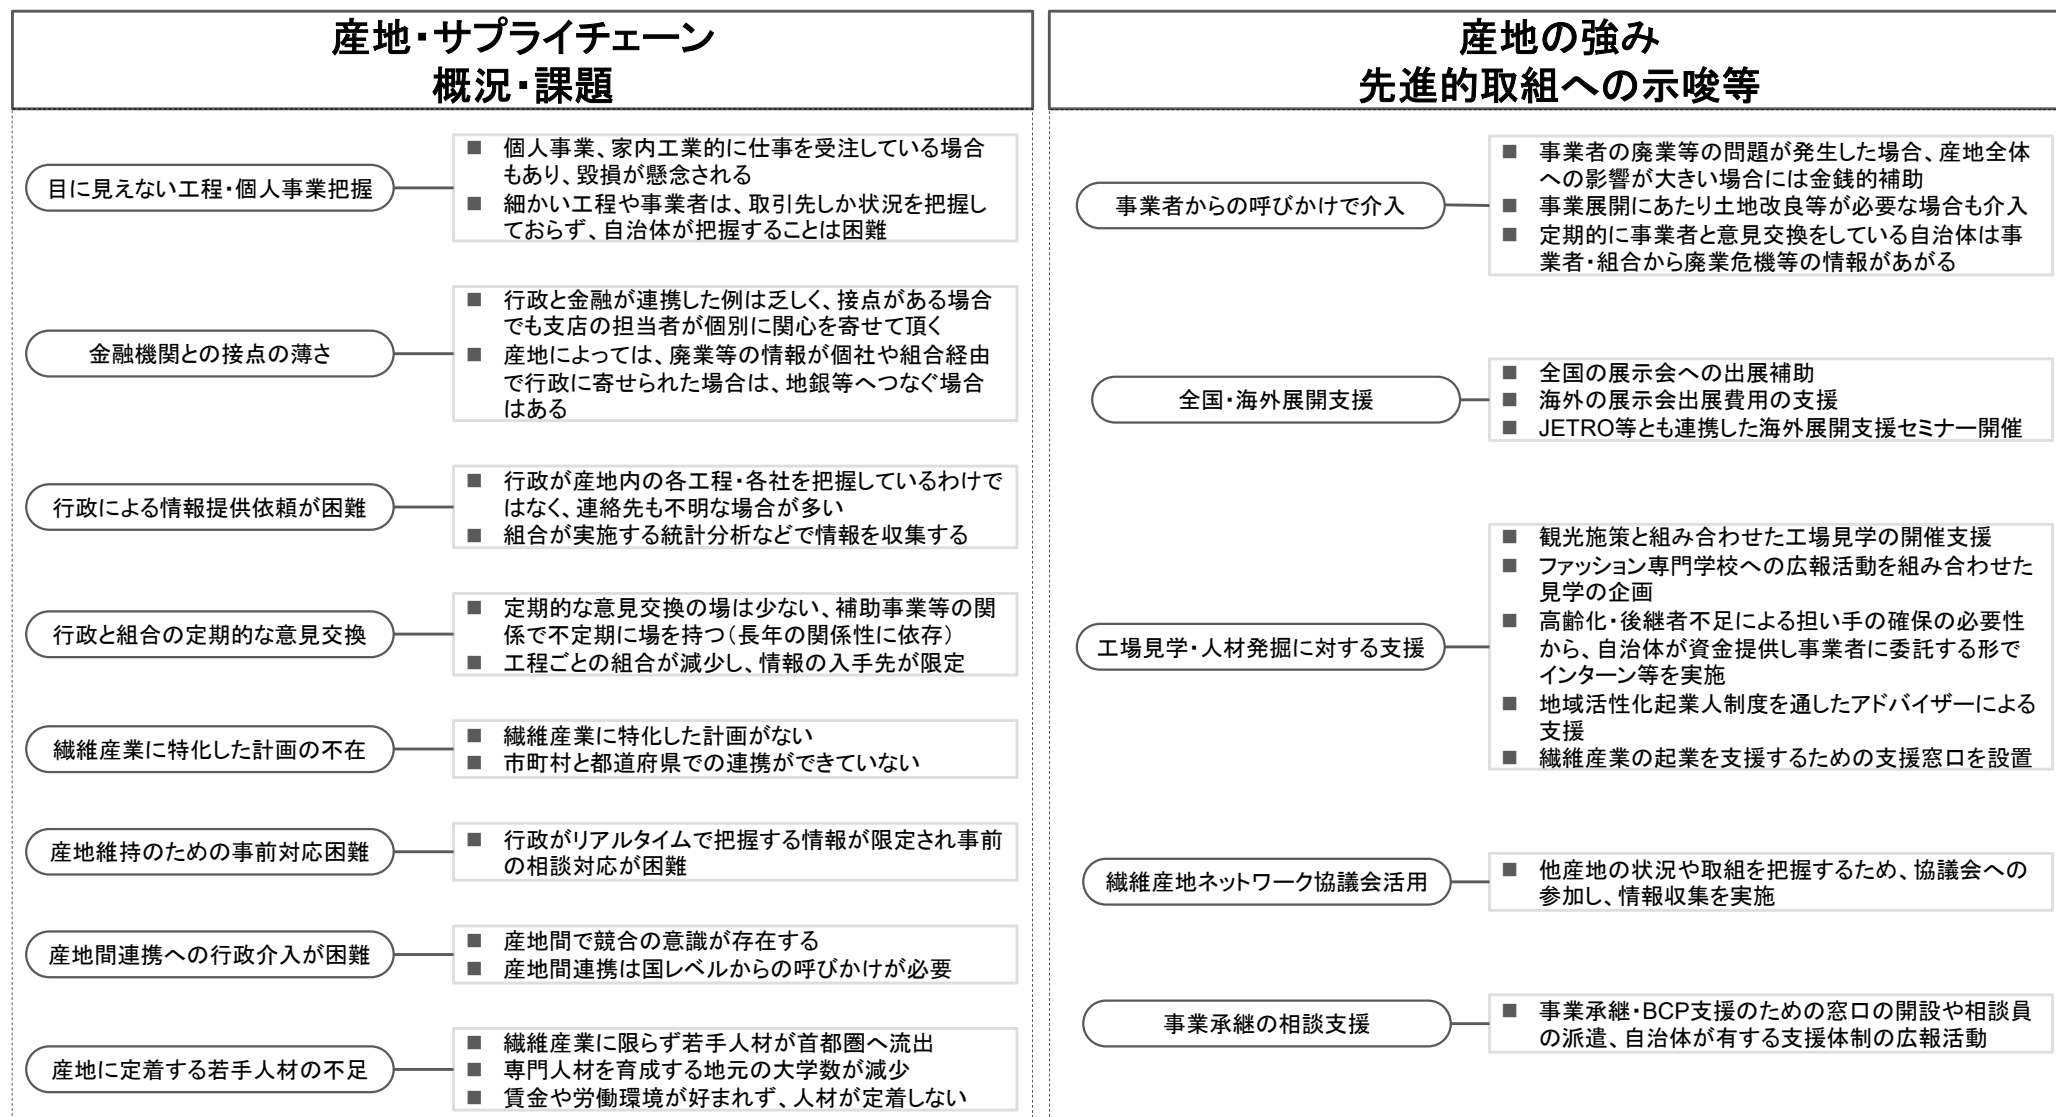 産地・サプライチェーン
概況・課題
目に見えない工程・個人事業把握
■ 個人事業、家内工業的に仕事を受注している場合
もあり、毀損が懸念される
■ 細かい工程や事業者は、取引先しか状況を把握し
ておらず、自治体が把握することは困難
金融機関との接点の薄さ
■ 行政と金融が連携した例は乏しく、接点がある場合
でも支店の担当者が個別に関心を寄せて頂く
■ 産地によっては、廃業等の情報が個社や組合経由
で行政に寄せられた場合は、地銀等へつなぐ場合
はある
行政による情報提供依頼が困難
■ 行政が産地内の各工程・各社を把握しているわけで
はなく、連絡先も不明な場合が多い
■ 組合が実施する統計分析などで情報を収集する
行政と組合の定期的な意見交換
■ 定期的な意見交換の場は少ない、補助事業等の関
係で不定期に場を持つ（長年の関係性に依存）
■ 工程ごとの組合が減少し、情報の入手先が限定
繊維産業に特化した計画の不在
■ 繊維産業に特化した計画がない
■ 市町村と都道府県での連携ができていない
産地維持のための事前対応困難
■ 行政がリアルタイムで把握する情報が限定され事前
の相談対応が困難
産地間連携への行政介入が困難
■ 産地間で競合の意識が存在する
■ 産地間連携は国レベルからの呼びかけが必要
産地に定着する若手人材の不足
■ 繊維産業に限らず若手人材が首都圏へ流出
■ 専門人材を育成する地元の大学数が減少
■ 賃金や労働環境が好まれず、人材が定着しない
産地の強み
先進的取組への示唆等
事業者からの呼びかけで介入
■ 事業者の廃業等の問題が発生した場合、産地全体
への影響が大きい場合には金銭的補助
■ 事業展開にあたり土地改良等が必要な場合も介入
■ 定期的に事業者と意見交換をしている自治体は事
業者・組合から廃業危機等の情報があがる
全国・海外展開支援
■ 全国の展示会への出展補助
■ 海外の展示会出展費用の支援
■ JETRO等とも連携した海外展開支援セミナー開催
工場見学・人材発掘に対する支援
■ 観光施策と組み合わせた工場見学の開催支援
■ ファッション専門学校への広報活動を組み合わせた
見学の企画
■ 高齢化・後継者不足による担い手の確保の必要性
から、自治体が資金提供し事業者に委託する形で
インターン等を実施
■ 地域活性化起業人制度を通したアドバイザーによる
支援
■ 繊維産業の起業を支援するための支援窓口を設置
繊維産地ネットワーク協議会活用
■ 他産地の状況や取組を把握するため、協議会への
参加し、情報収集を実施
事業承継の相談支援
■ 事業承継・BCP支援のための窓口の開設や相談員
の派遣、自治体が有する支援体制の広報活動